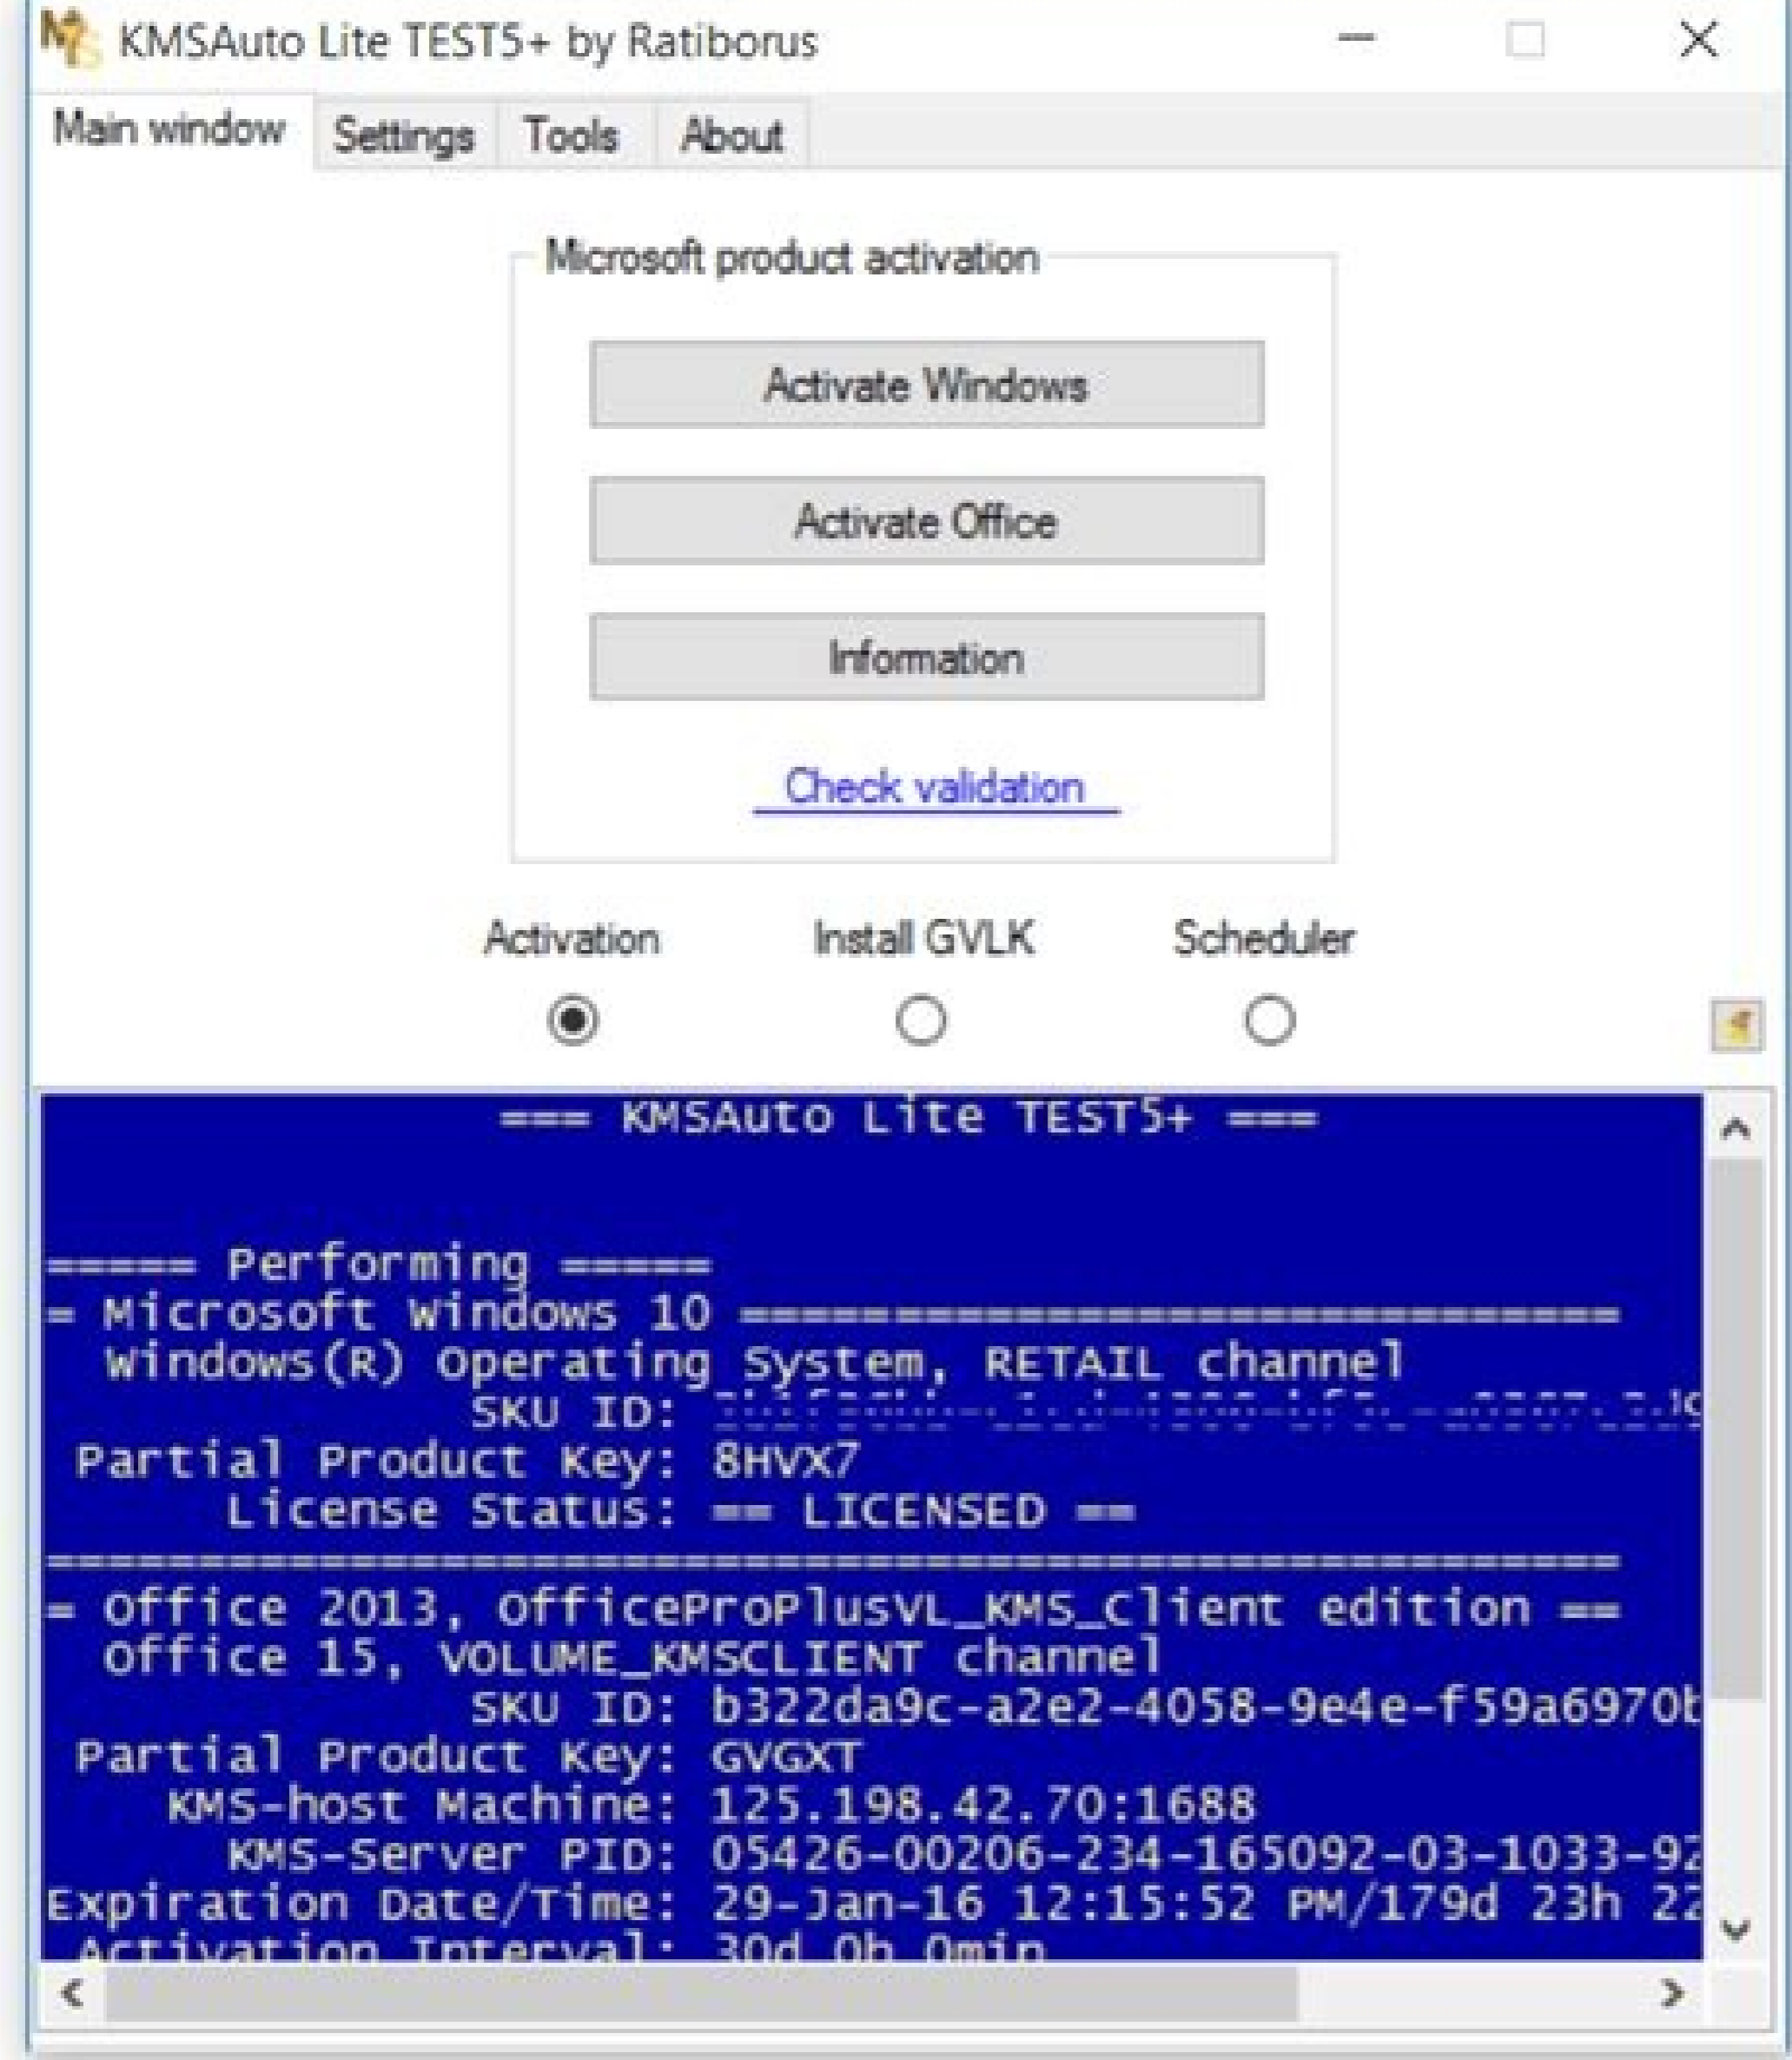 KMSAuto Lite TEST5+ by Ratiborus
Main window Settings Tools About
Microsoft product activation
Activate Windows
Activate Office
Information
Check validation
Activation Install GVLK Scheduler
=== KMSAuto Lite TEST5+ ===
===== Performing =====
= Microsoft Windows 10 =============================
Windows(R) Operating System, RETAIL channel
SKU ID:
Partial Product Key: 8HVX7
License Status: == LICENSED ==
====================================================
= Office 2013, OfficeProPlusVL_KMS_Client edition ==
Office 15, VOLUME_KMSCLIENT channel
SKU ID: b322da9c-a2e2-4058-9e4e-f59a6970b
Partial Product Key: GVGXT
KMS-host Machine: 125.198.42.70:1688
KMS-Server PID: 05426-00206-234-165092-03-1033-92
Expiration Date/Time: 29-Jan-16 12:15:52 PM/179d 23h 22
Activation Interval: 30d 0h 0min